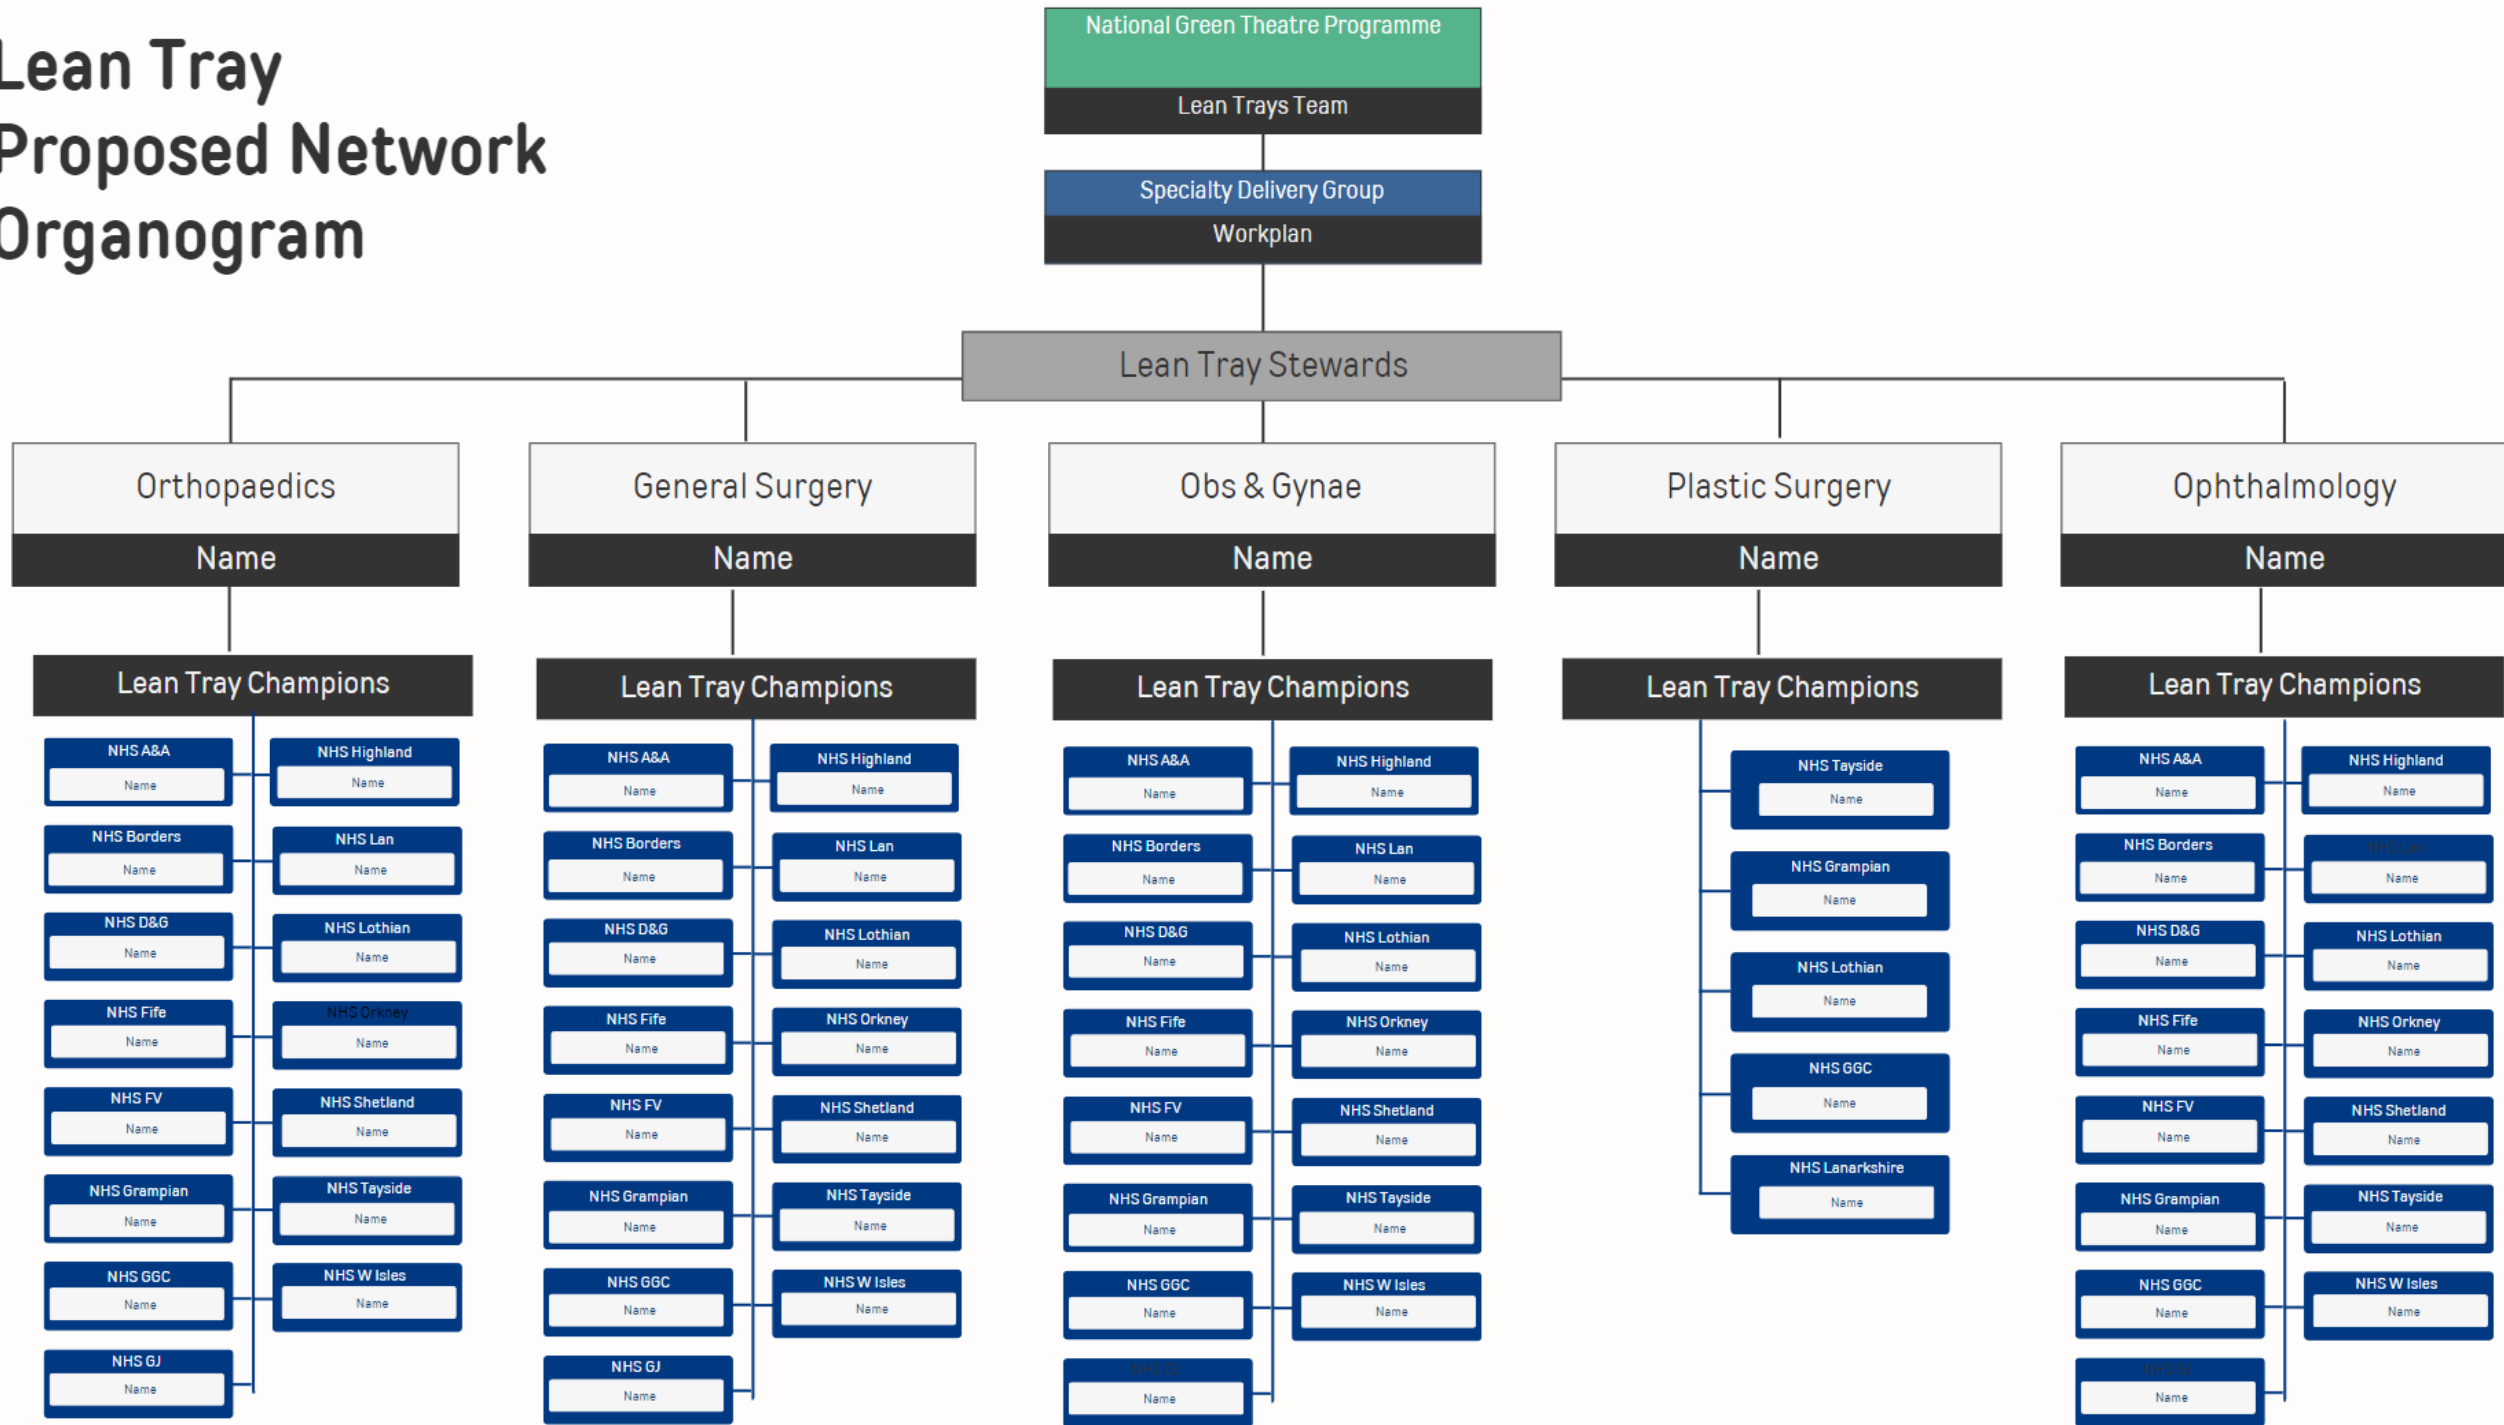 Lean Tray
Proposed Network
Organogram
National Green Theatre Programme
Lean Trays Team
Specialty Delivery Group
Workplan
Lean Tray Stewards
Orthopaedics
Name
Lean Tray Champions
NHS A&A
Name
NHS Highland
Name
NHS Borders
Name
NHS Lan
Name
NHS D&G
Name
NHS Lothian
Name
NHS Fife
Name
NHS Orkney
Name
NHS FV
Name
NHS Shetland
Name
NHS Grampian
Name
NHS Tayside
Name
NHS GGC
Name
NHS W Isles
Name
NHS GJ
Name
General Surgery
Name
Lean Tray Champions
NHS A&A
Name
NHS Highland
Name
NHS Borders
Name
NHS Lan
Name
NHS D&G
Name
NHS Lothian
Name
NHS Fife
Name
NHS Orkney
Name
NHS FV
Name
NHS Shetland
Name
NHS Grampian
Name
NHS Tayside
Name
NHS GGC
Name
NHS W Isles
Name
NHS GJ
Name
Obs & Gynae
Name
Lean Tray Champions
NHS A&A
Name
NHS Highland
Name
NHS Borders
Name
NHS Lan
Name
NHS D&G
Name
NHS Lothian
Name
NHS Fife
Name
NHS Orkney
Name
NHS FV
Name
NHS Shetland
Name
NHS Grampian
Name
NHS Tayside
Name
NHS GGC
Name
NHS W Isles
Name
Name
Plastic Surgery
Name
Lean Tray Champions
NHS Tayside
Name
NHS Grampian
Name
NHS Lothian
Name
NHS GGC
Name
NHS Lanarkshire
Name
Ophthalmology
Name
Lean Tray Champions
NHS A&A
Name
NHS Highland
Name
NHS Borders
Name
NHS Lan
Name
NHS D&G
Name
NHS Lothian
Name
NHS Fife
Name
NHS Orkney
Name
NHS FV
Name
NHS Shetland
Name
NHS Grampian
Name
NHS Tayside
Name
NHS GGC
Name
NHS W Isles
Name
Name